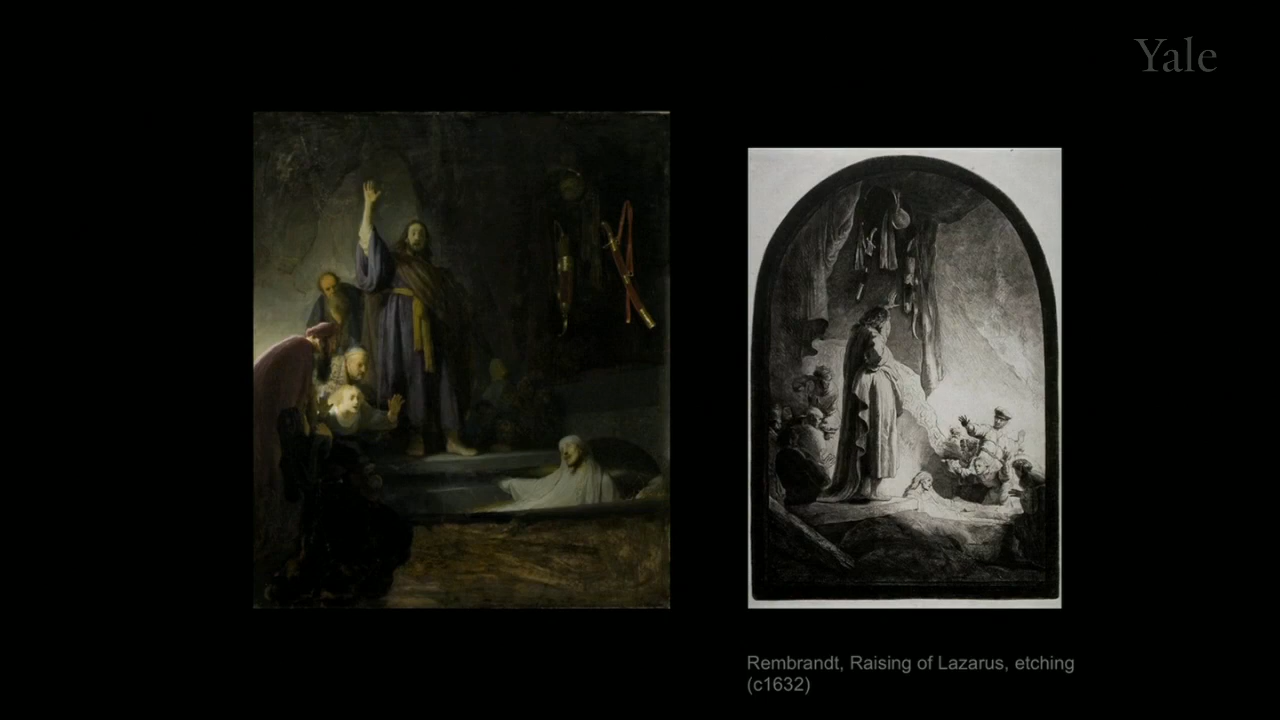 Yale
Rembrandt, Raising of Lazarus, etching
(c1632)